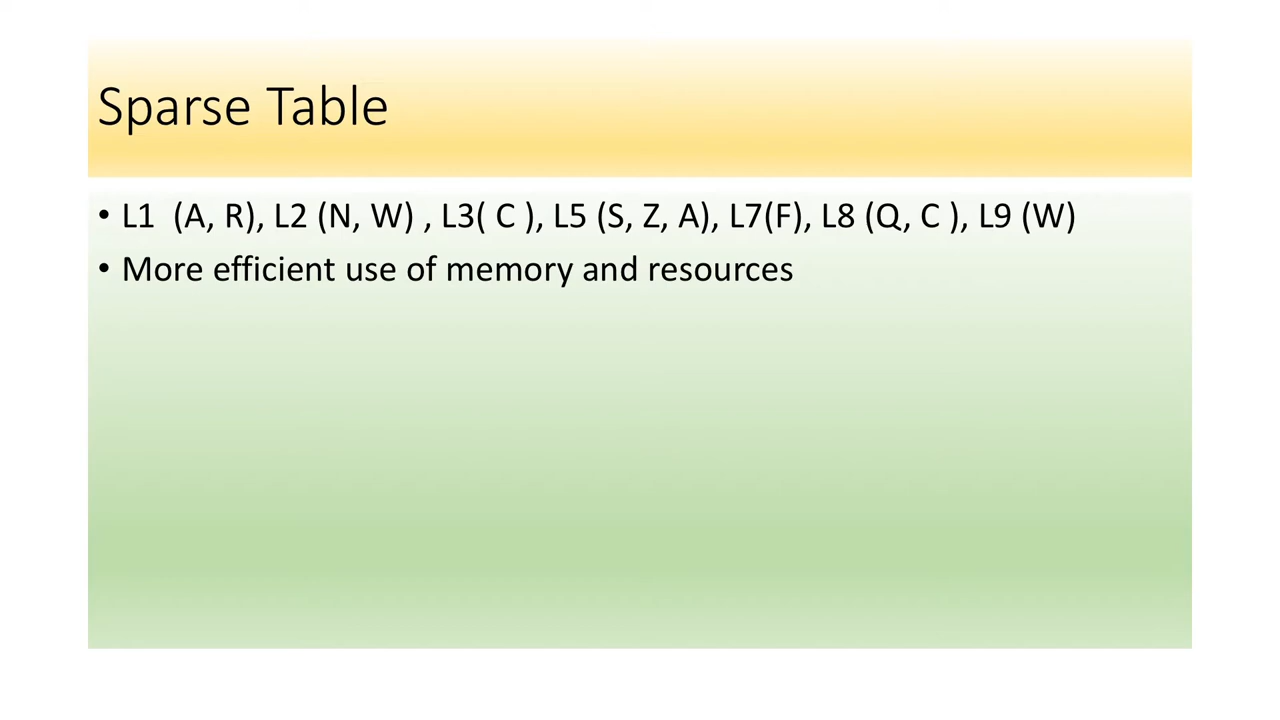 Sparse Table
• L1  (A, R), L2 (N, W) , L3( C ), L5 (S, Z, A), L7(F), L8 (Q, C ), L9 (W)
• More efficient use of memory and resources